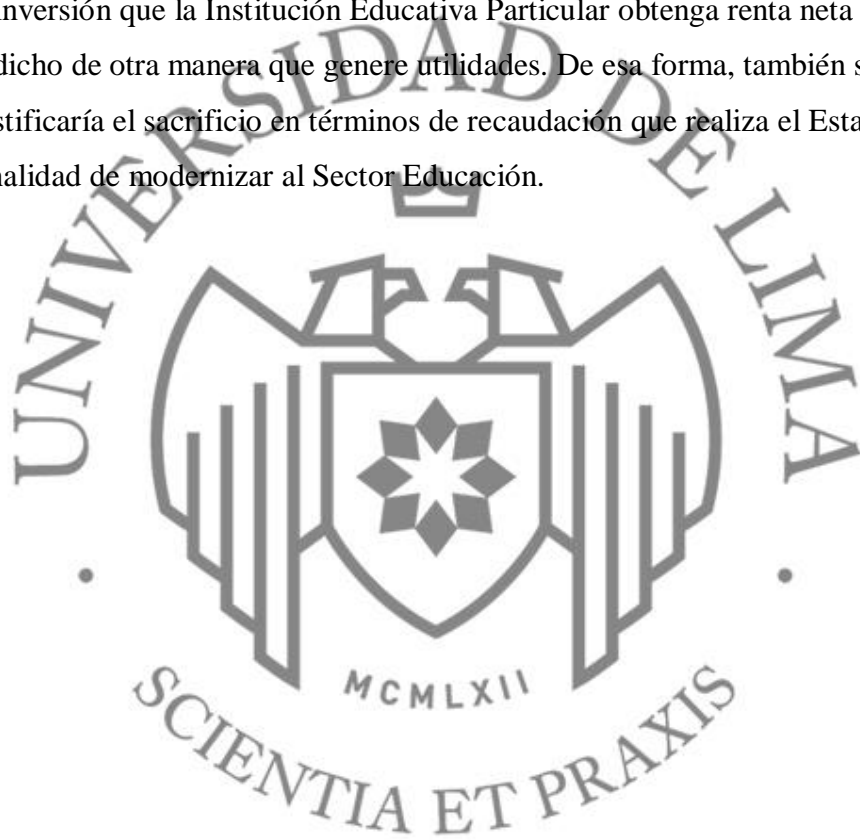 inversión que la Institución Educativa Particular obtenga renta neta
dicho de otra manera que genere utilidades. De esa forma, también s
stificaría el sacrificio en términos de recaudación que realiza el Esta
nalidad de modernizar al Sector Educación.
UNIVERSIDAD DE LIMA
MCMLXII
SCIENTIA ET PRAXIS